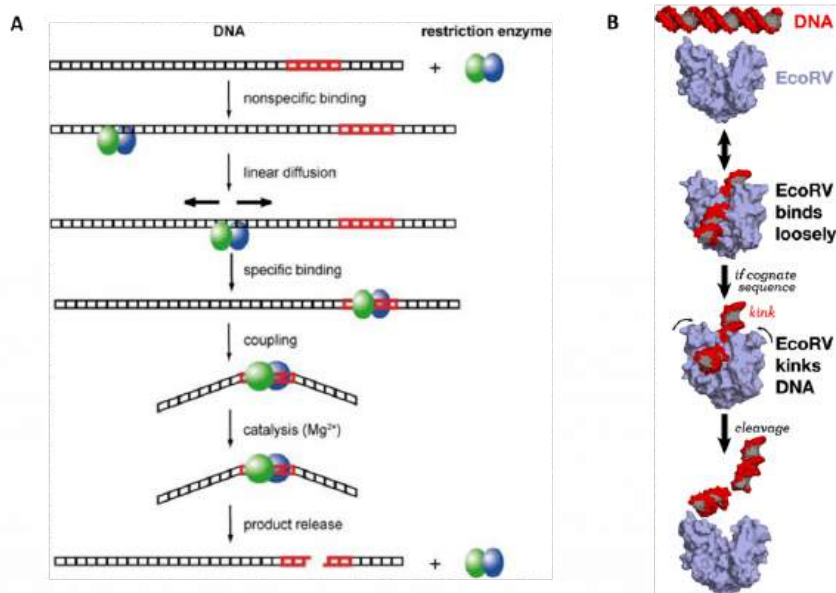 A
DNA
restriction enzyme
+
nonspecific binding
linear diffusion
specific binding
coupling
catalysis (Mg²⁺)
product release
+
B
DNA
EcoRV
EcoRV
binds
loosely
if cognate
sequence
kink
EcoRV
kinks
DNA
cleavage